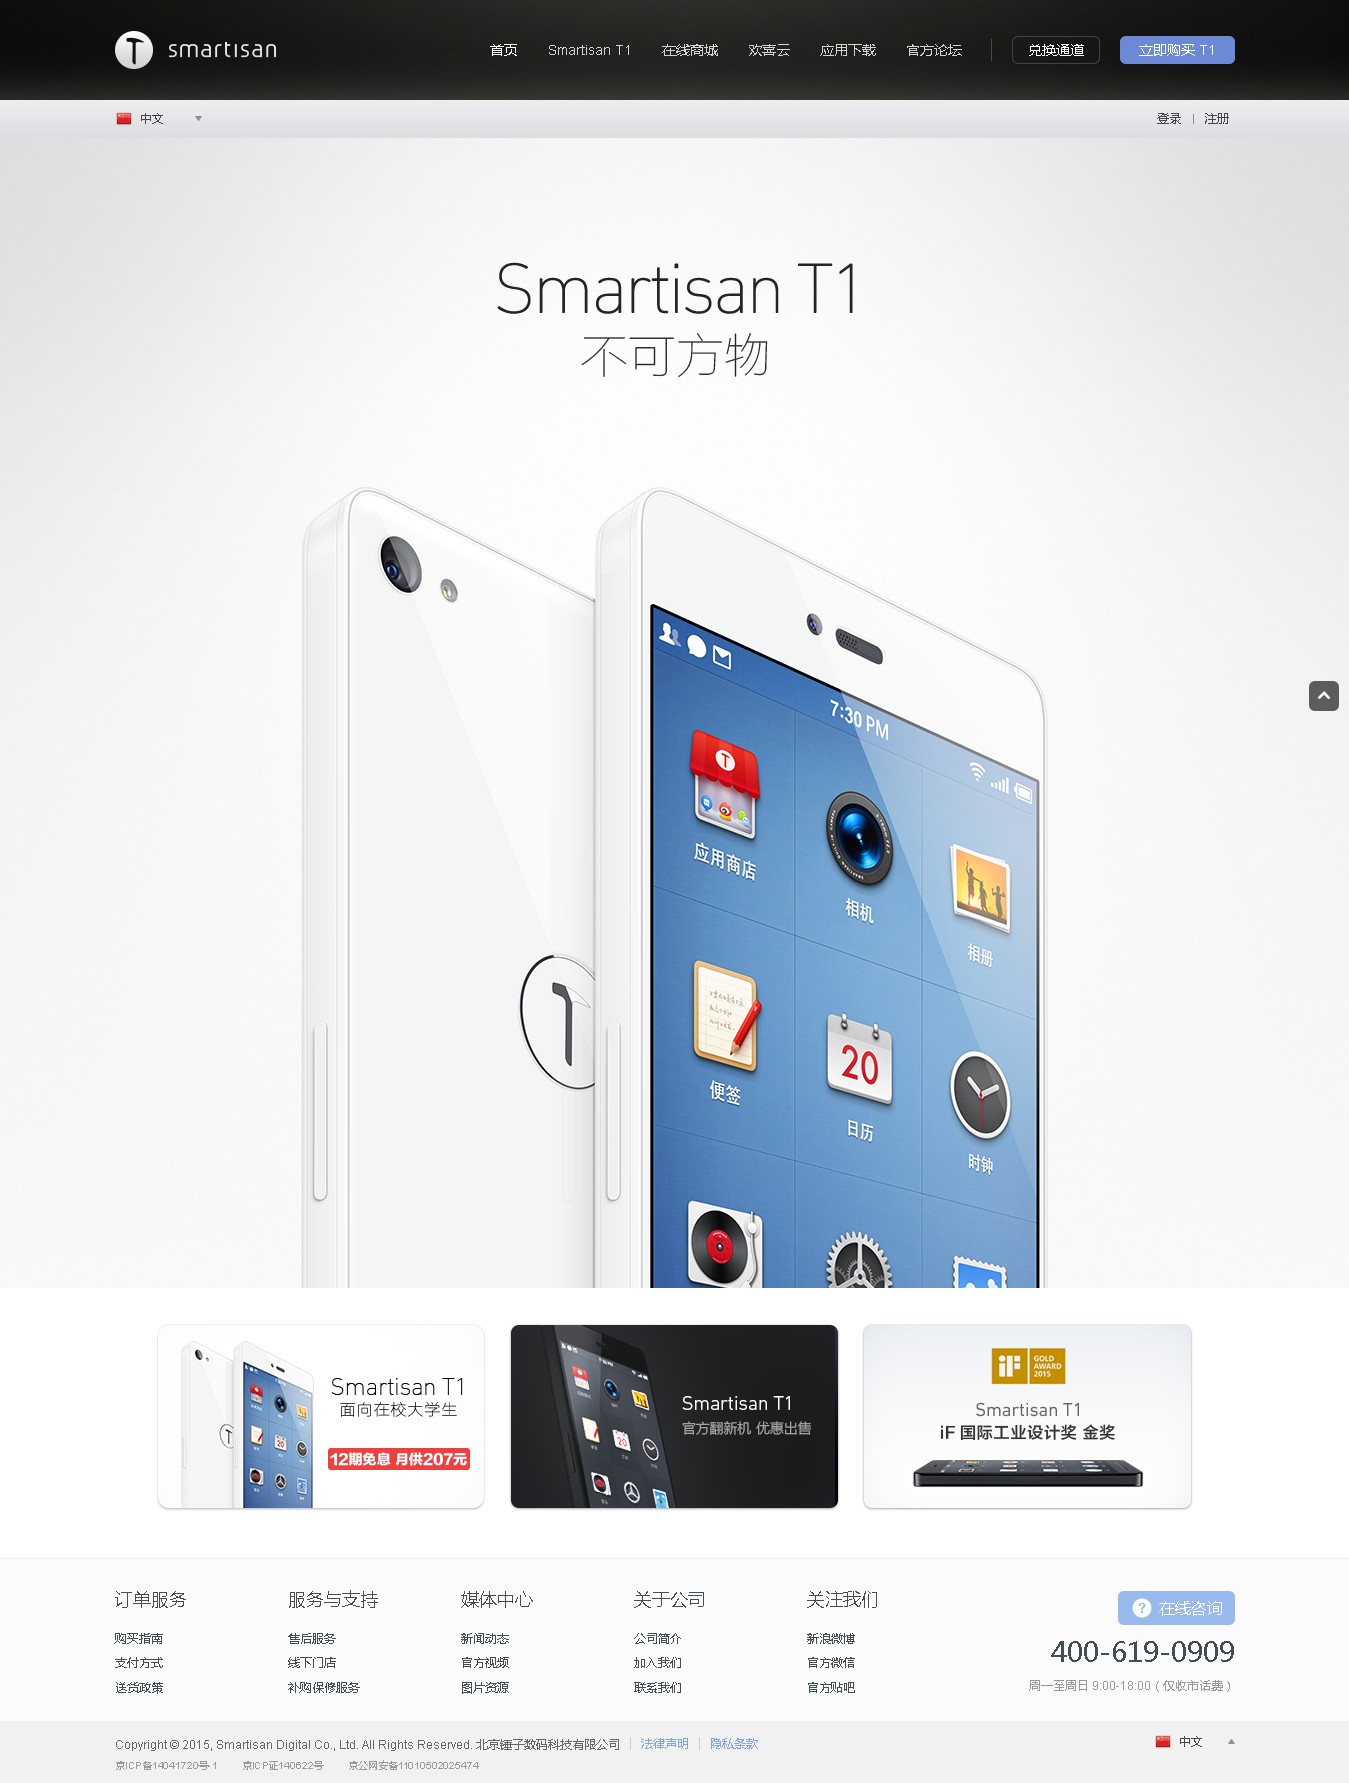 smartisan
首页 Smartisan T1 在线商城 欢喜云 应用下载 官方论坛 兑换通道 立即购买 T1
中文 登录 注册
Smartisan T1
不可方物
7:30 PM
应用商店
相机
相册
便签
20
日历
时钟
Smartisan T1
面向在校大学生
12期免息 月供207元
Smartisan T1
官方翻新机 优惠出售
iF GOLD AWARD 2015
Smartisan T1
iF 国际工业设计奖 金奖
订单服务 服务与支持 媒体中心 关于公司 关注我们 在线咨询
购买指南 售后服务 新闻动态 公司简介 新浪微博
400-619-0909
支付方式 线下门店 官方视频 加入我们 官方微信
送货政策 补购保修服务 图片资源 联系我们 官方贴吧
周一至周日 9:00-18:00 ( 仅收市话费 )
Copyright © 2015, Smartisan Digital Co., Ltd. All Rights Reserved. 北京锤子数码科技有限公司 法律声明 隐私条款 中文
京ICP备14041720号-1 京ICP证140622号 京公网安备11010502025474